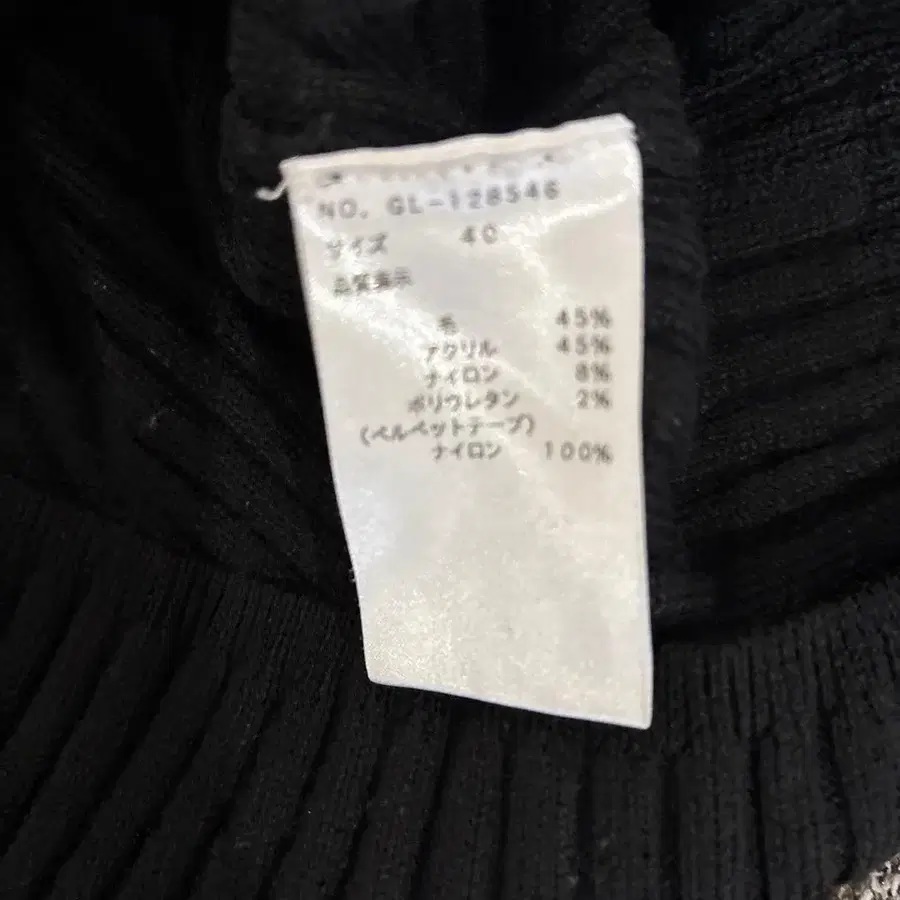 NO. GL-128546
サイズ 40
品質表示
毛 45%
アクリル 45%
ナイロン 8%
ポリウレタン 2%
(ベルベットテープ)
ナイロン 100%